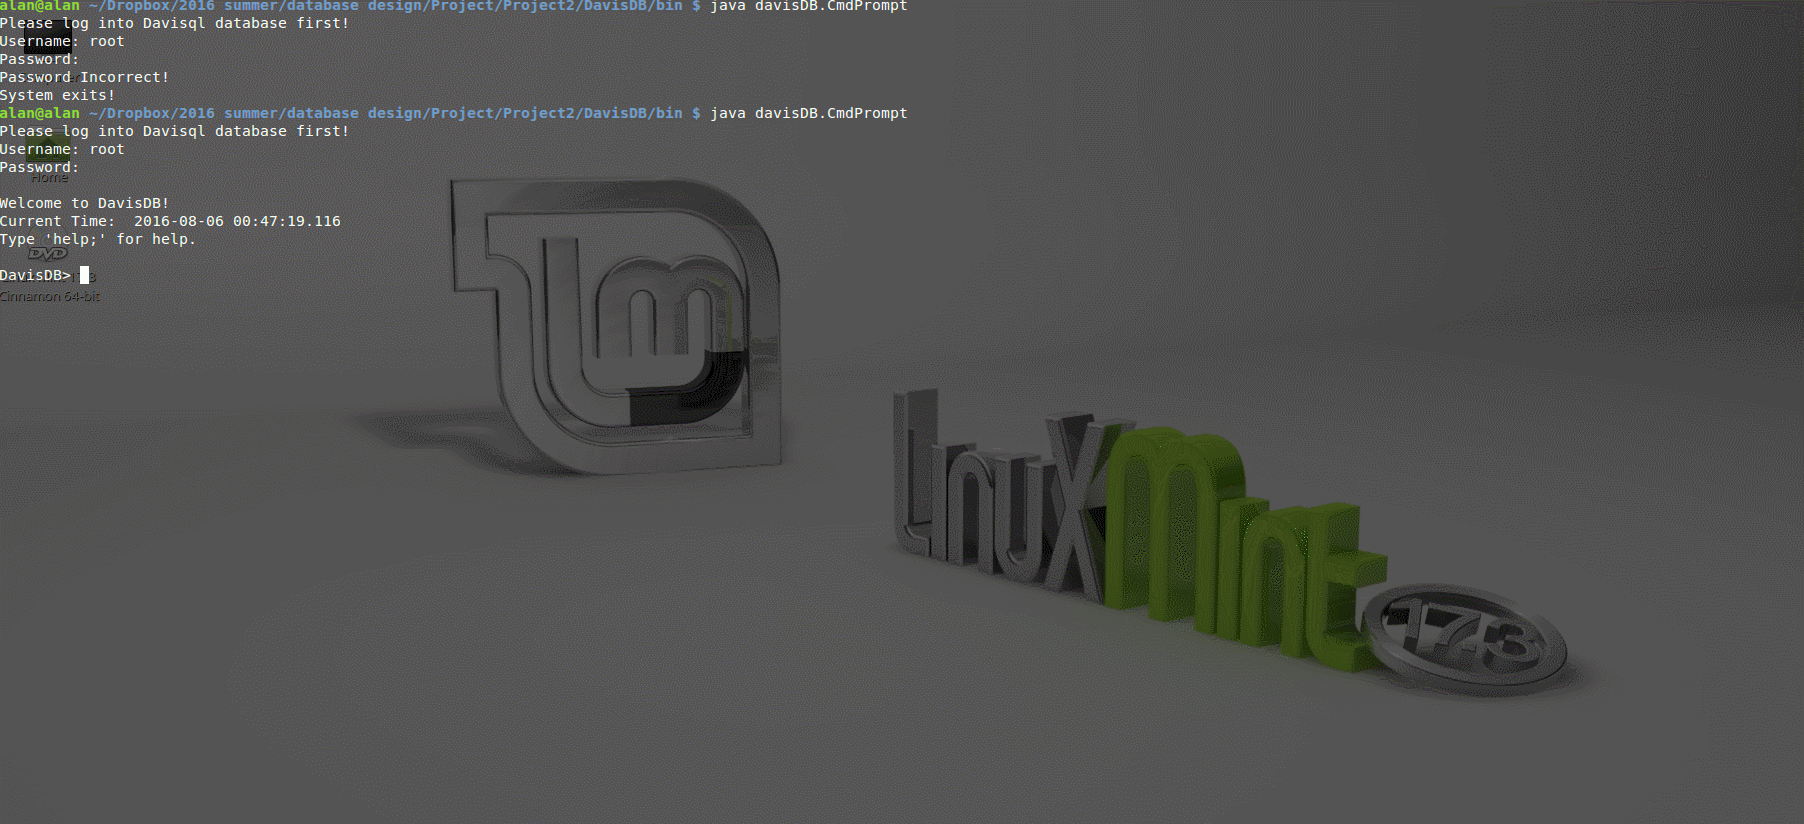 alan@alan ~/Dropbox/2016 summer/database design/Project/Project2/DavisDB/bin $ java davisDB.CmdPrompt
Please log into Davisql database first!
Username: root
Password:
Password Incorrect!
System exits!
alan@alan ~/Dropbox/2016 summer/database design/Project/Project2/DavisDB/bin $ java davisDB.CmdPrompt
Please log into Davisql database first!
Username: root
Password:
Home
Welcome to DavisDB!
Current Time:  2016-08-06 00:47:19.116
Type 'help;' for help.
DVD
DavisDB>
Cinnamon 64-bit
lm
LinuxMint
17.3